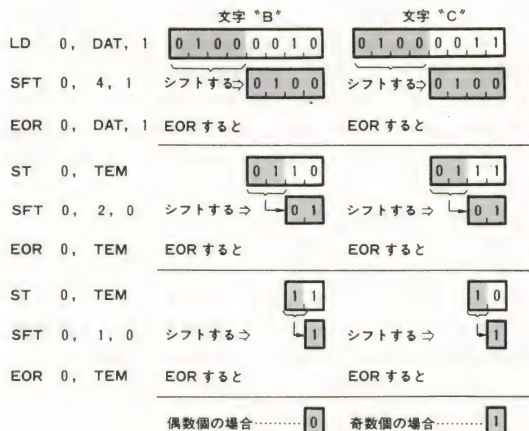 文字 "B" 文字 "C"
LD 0, DAT, 1 0 1 0 0 0 0 1 0 0 1 0 0 0 0 1 1
SFT 0, 4, 1 シフトする⇒ 0 1 0 0 シフトする⇒ 0 1 0 0
EOR 0, DAT, 1 EORすると EORすると
ST 0, TEM 0 1 1 0 0 1 1 1
SFT 0, 2, 0 シフトする⇒ 0 1 シフトする⇒ 0 1
EOR 0, TEM EORすると EORすると
ST 0, TEM 1 1 1 0
SFT 0, 1, 0 シフトする⇒ 1 シフトする⇒ 1
EOR 0, TEM EORすると EORすると
偶数個の場合………0 奇数個の場合………1